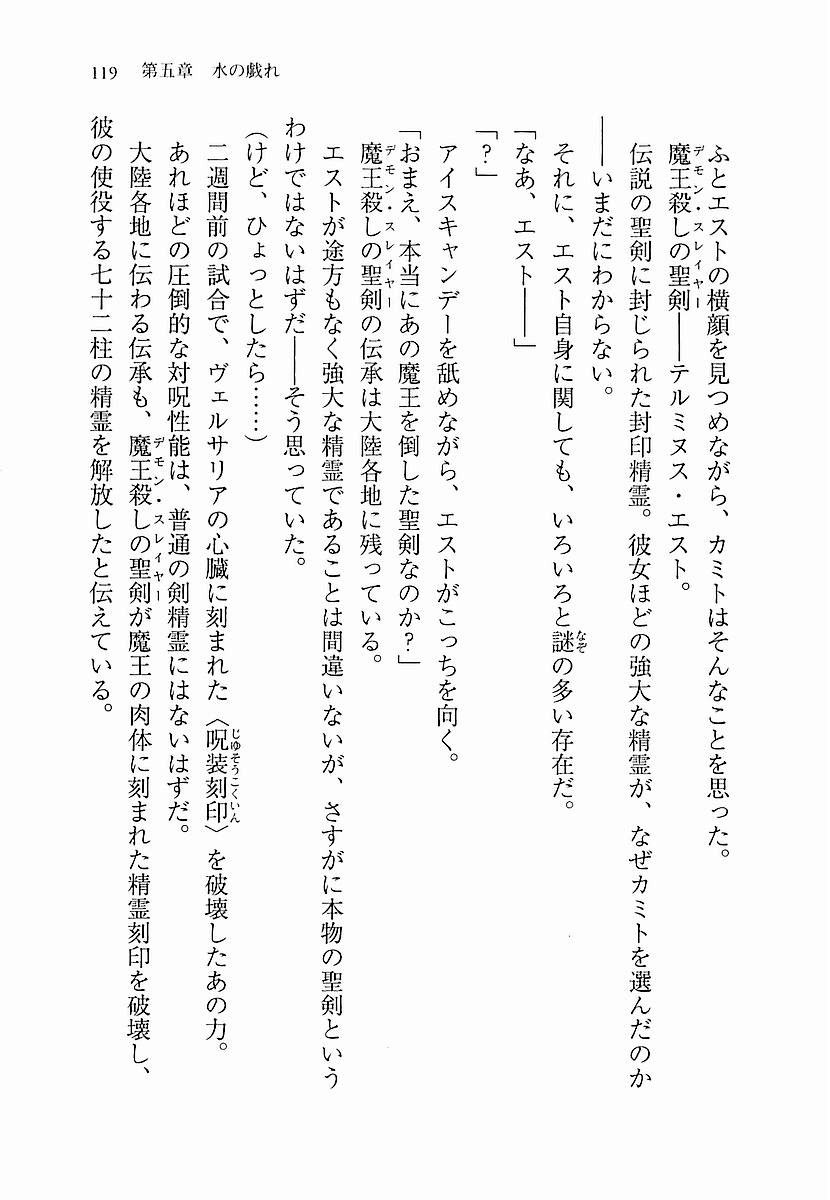 119　第五章　水の戯れ
ふとエストの横顔を見つめながら、カミトはそんなことを思った。
魔王殺しの聖剣――テルミヌス・エスト。
デモン・スレイヤー
伝説の聖剣に封じられた封印精霊。彼女ほどの強大な精霊が、なぜカミトを選んだのか
――いまだにわからない。
それに、エスト自身に関しても、いろいろと謎の多い存在だ。
なぞ
「なあ、エスト――」
「？」
アイスキャンデーを舐めながら、エストがこっちを向く。
「おまえ、本当にあの魔王を倒した聖剣なのか？」
魔王殺しの聖剣の伝承は大陸各地に残っている。
デモン・スレイヤー
エストが途方もなく強大な精霊であることは間違いないが、さすがに本物の聖剣という
わけではないはずだ――そう思っていた。
（けど、ひょっとしたら……）
二週間前の試合で、ヴェルサリアの心臓に刻まれた〈呪装刻印〉を破壊したあの力。
じゅそうこくいん
あれほどの圧倒的な対呪性能は、普通の剣精霊にはないはずだ。
大陸各地に伝わる伝承も、魔王殺しの聖剣が魔王の肉体に刻まれた精霊刻印を破壊し、
デモン・スレイヤー
彼の使役する七十二柱の精霊を解放したと伝えている。